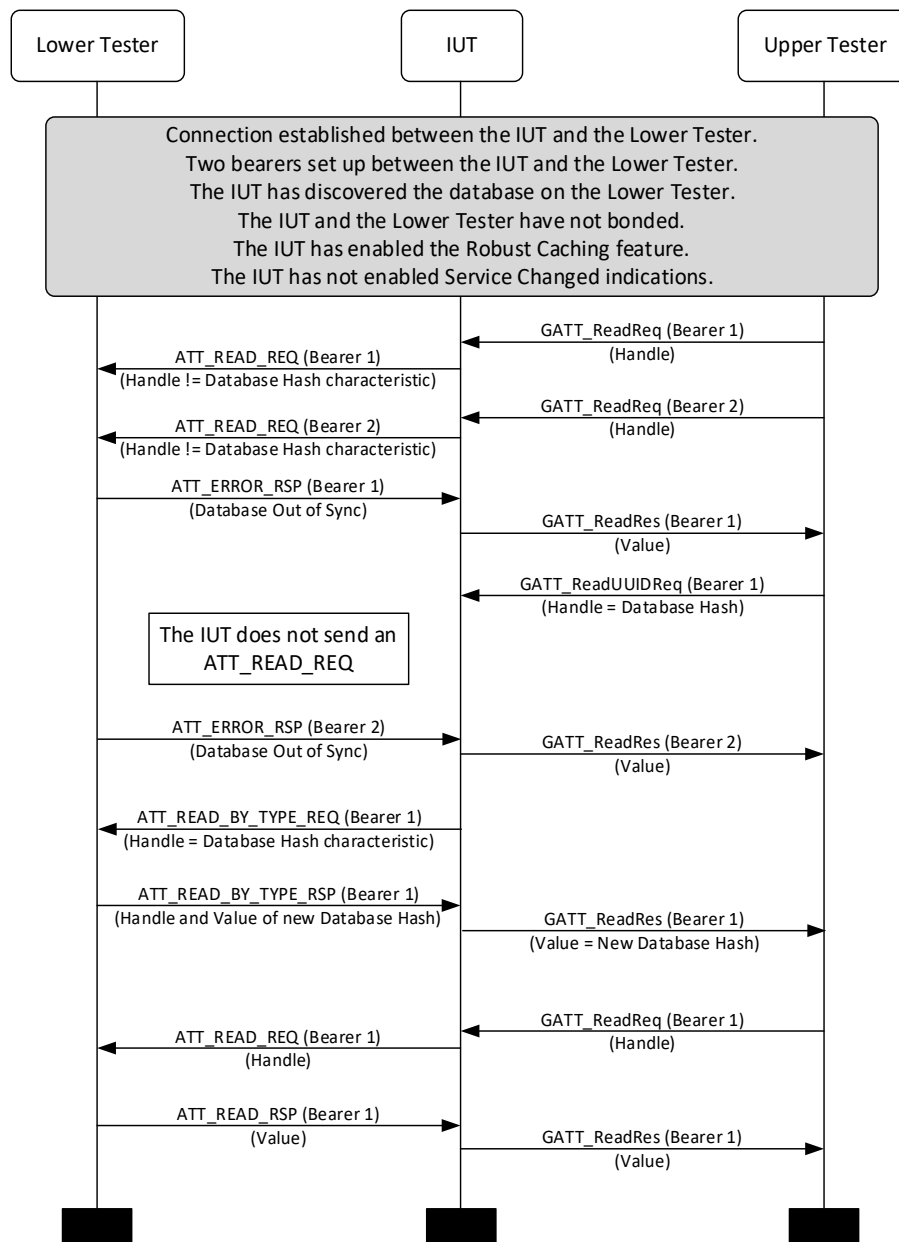 Lower Tester
IUT
Upper Tester
Connection established between the IUT and the Lower Tester.
Two bearers set up between the IUT and the Lower Tester.
The IUT has discovered the database on the Lower Tester.
The IUT and the Lower Tester have not bonded.
The IUT has enabled the Robust Caching feature.
The IUT has not enabled Service Changed indications.
GATT_ReadReq (Bearer 1)
(Handle)
ATT_READ_REQ (Bearer 1)
(Handle != Database Hash characteristic)
GATT_ReadReq (Bearer 2)
(Handle)
ATT_READ_REQ (Bearer 2)
(Handle != Database Hash characteristic)
ATT_ERROR_RSP (Bearer 1)
(Database Out of Sync)
GATT_ReadRes (Bearer 1)
(Value)
GATT_ReadUUIDReq (Bearer 1)
(Handle = Database Hash)
The IUT does not send an
ATT_READ_REQ
ATT_ERROR_RSP (Bearer 2)
(Database Out of Sync)
GATT_ReadRes (Bearer 2)
(Value)
ATT_READ_BY_TYPE_REQ (Bearer 1)
(Handle = Database Hash characteristic)
ATT_READ_BY_TYPE_RSP (Bearer 1)
(Handle and Value of new Database Hash)
GATT_ReadRes (Bearer 1)
(Value = New Database Hash)
GATT_ReadReq (Bearer 1)
(Handle)
ATT_READ_REQ (Bearer 1)
(Handle)
ATT_READ_RSP (Bearer 1)
(Value)
GATT_ReadRes (Bearer 1)
(Value)